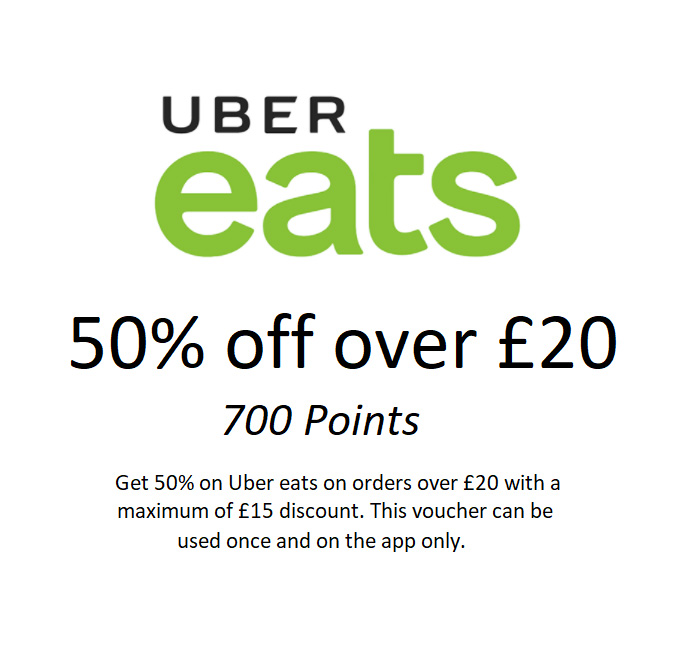 UBER
eats
50% off over £20
700 Points
Get 50% on Uber eats on orders over £20 with a
maximum of £15 discount. This voucher can be
used once and on the app only.